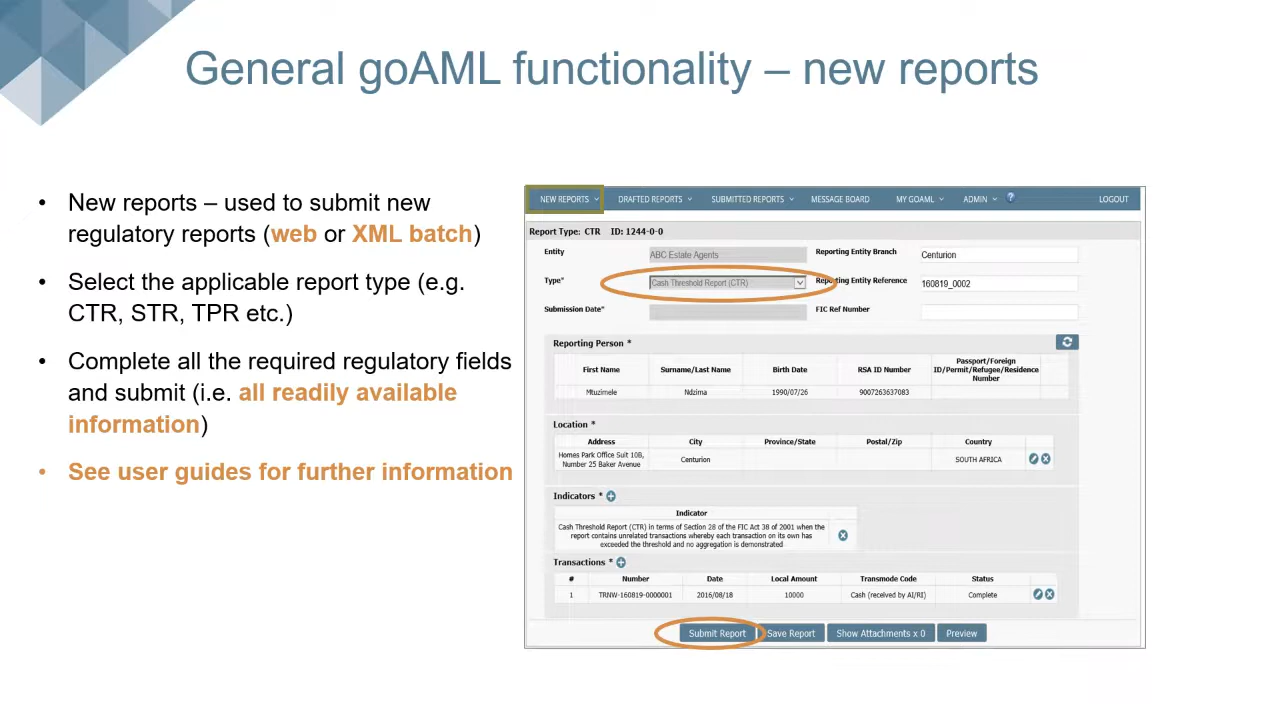 General goAML functionality – new reports
• New reports – used to submit new
regulatory reports (web or XML batch)
• Select the applicable report type (e.g.
CTR, STR, TPR etc.)
• Complete all the required regulatory fields
and submit (i.e. all readily available
information)
• See user guides for further information
NEW REPORTS DRAFTED REPORTS SUBMITTED REPORTS MESSAGE BOARD MY GOAML ADMIN ? LOGOUT
Report Type: CTR ID: 1244-0-0
Entity ABC Estate Agents Reporting Entity Branch Centurion
Type* Cash Threshold Report (CTR) Reporting Entity Reference 160819_0002
Submission Date* FIC Ref Number
Reporting Person *
First Name Surname/Last Name Birth Date RSA ID Number Passport/Foreign
ID/Permit/Refugee/Residence
Number
Mtuzimele Ndzima 1990/07/26 9007263637083
Location *
Address City Province/State Postal/Zip Country
Homes Park Office Suit 10B,
Number 25 Baker Avenue Centurion SOUTH AFRICA
Indicators *
Indicator
Cash Threshold Report (CTR) in terms of Section 28 of the FIC Act 38 of 2001 when the
report contains unrelated transactions whereby each transaction on its own has
exceeded the threshold and no aggregation is demonstrated
Transactions *
# Number Date Local Amount Transmode Code Status
1 TRNW-160819-0000001 2016/08/18 10000 Cash (received by AI/RI) Complete
Submit Report Save Report Show Attachments x 0 Preview